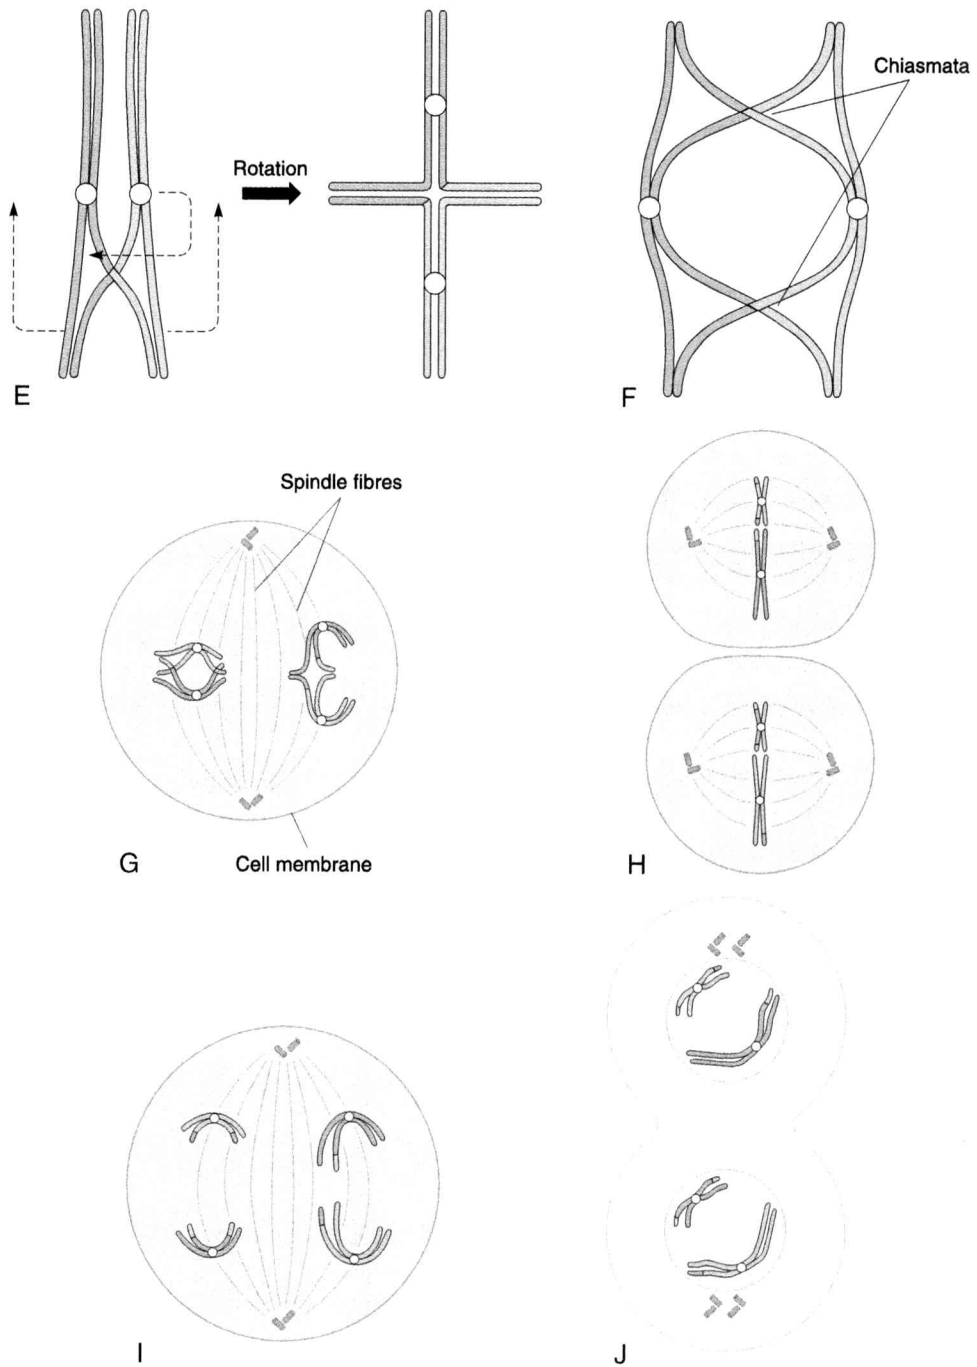 Chiasmata
Rotation
E
F
Spindle fibres
G
Cell membrane
H
I
J